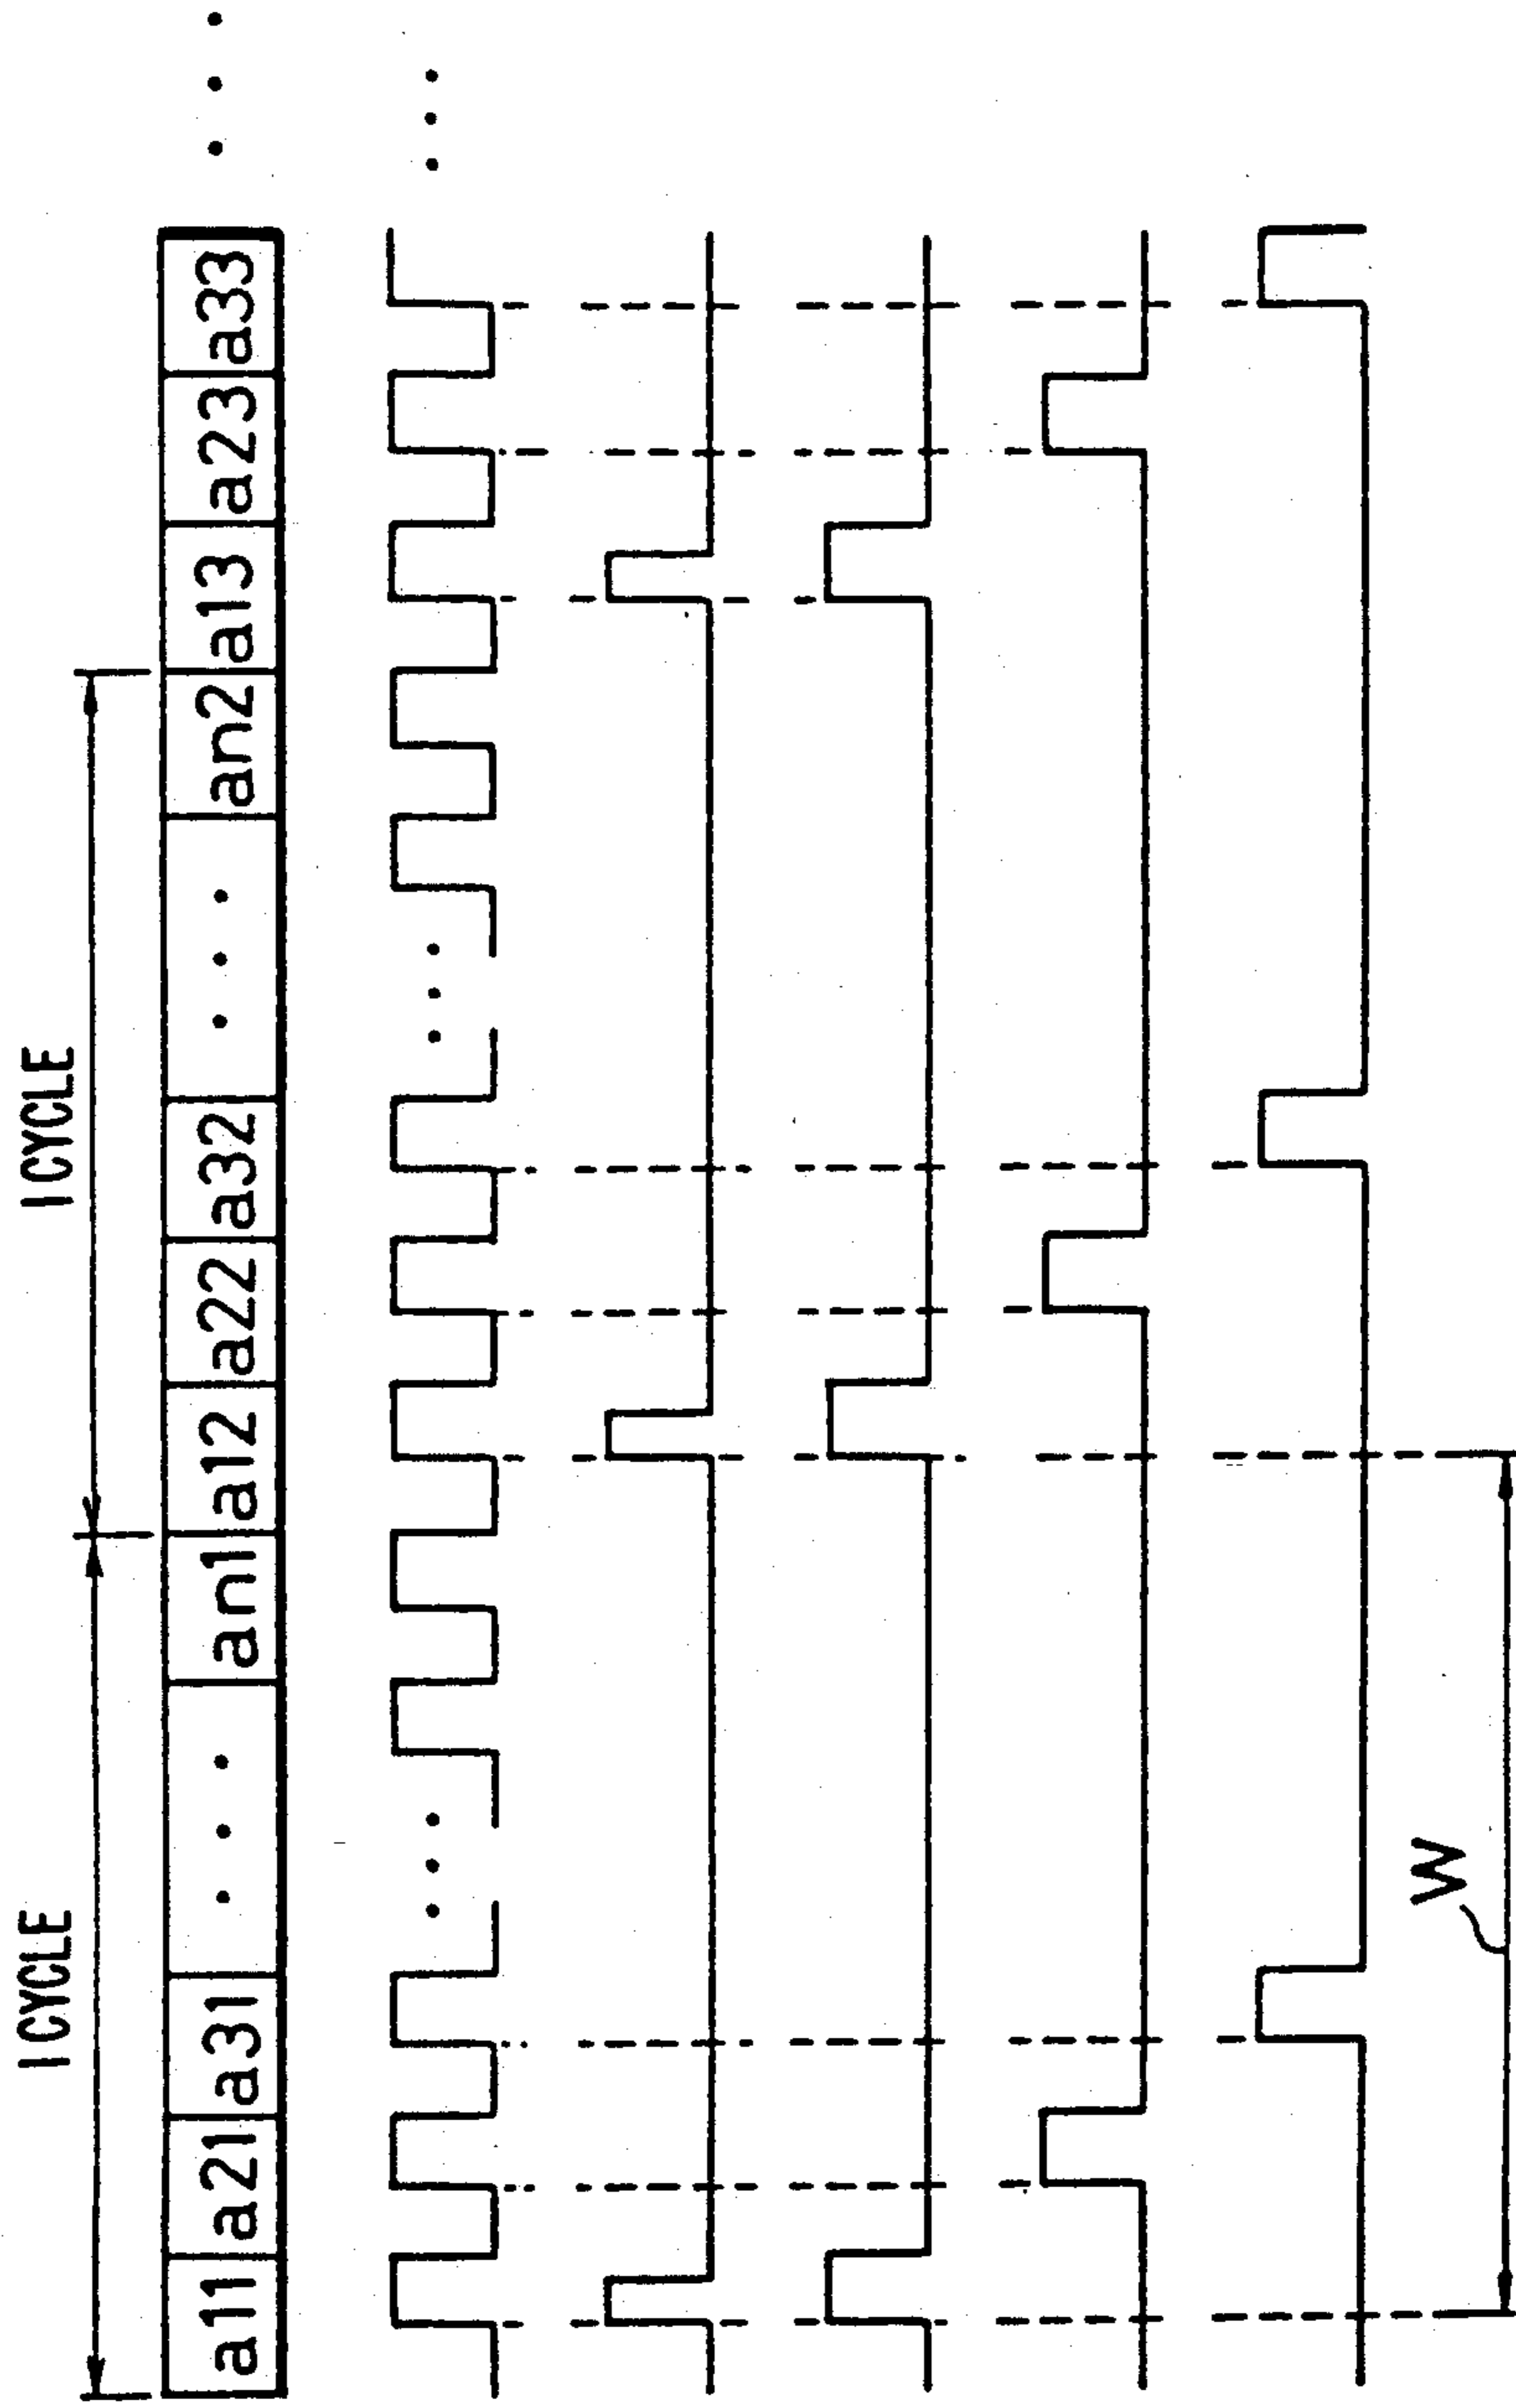 1 CYCLE 1 CYCLE
a11 a21 a31 ... an1 a12 a22 a32 ... an2 a13 a23 a33 ...
...
W